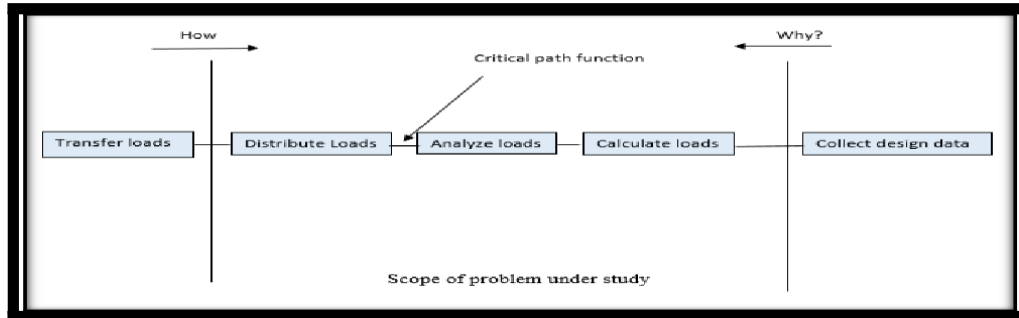 How
Why?
Critical path function
Transfer loads
Distribute Loads
Analyze loads
Calculate loads
Collect design data
Scope of problem under study